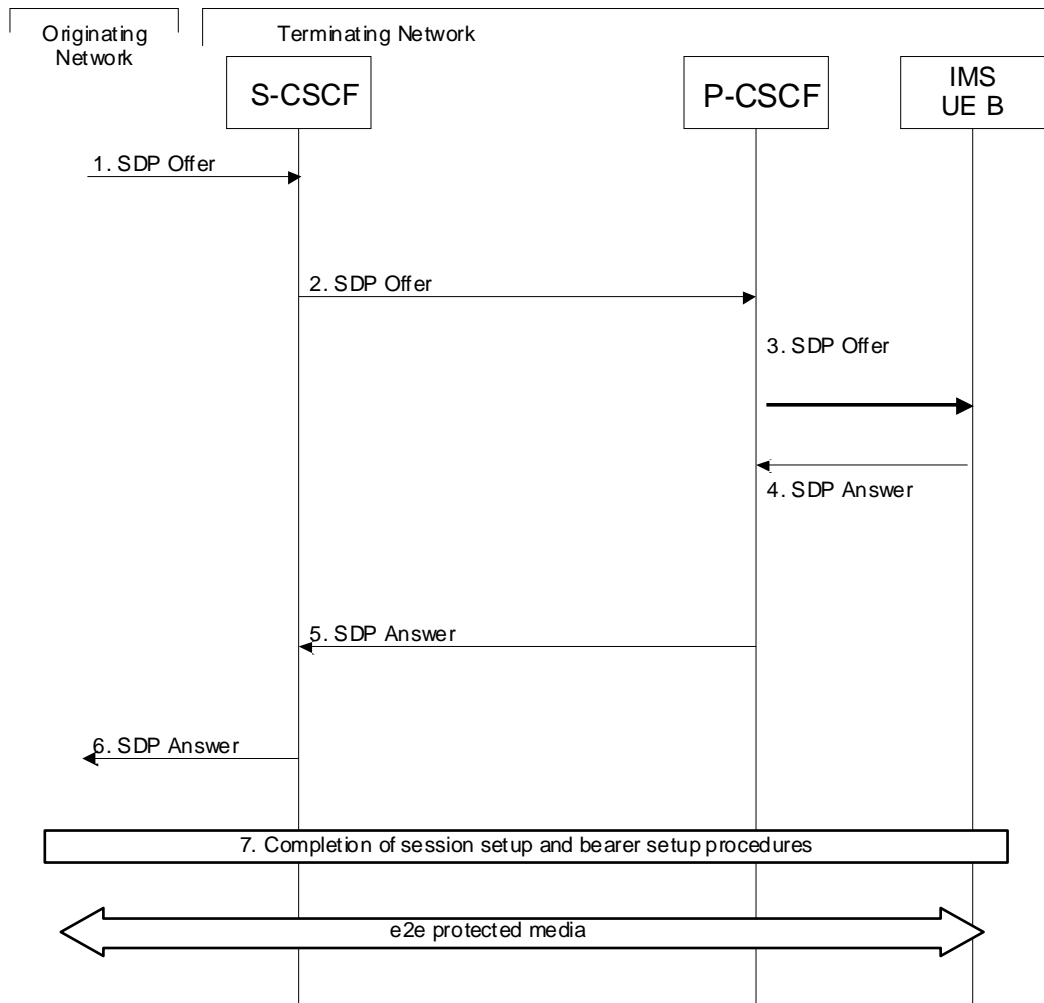 Originating
Network
Terminating Network
S-CSCF
P-CSCF
IMS
UE B
1. SDP Offer
2. SDP Offer
3. SDP Offer
4. SDP Answer
5. SDP Answer
6. SDP Answer
7. Completion of session setup and bearer setup procedures
e2e protected media